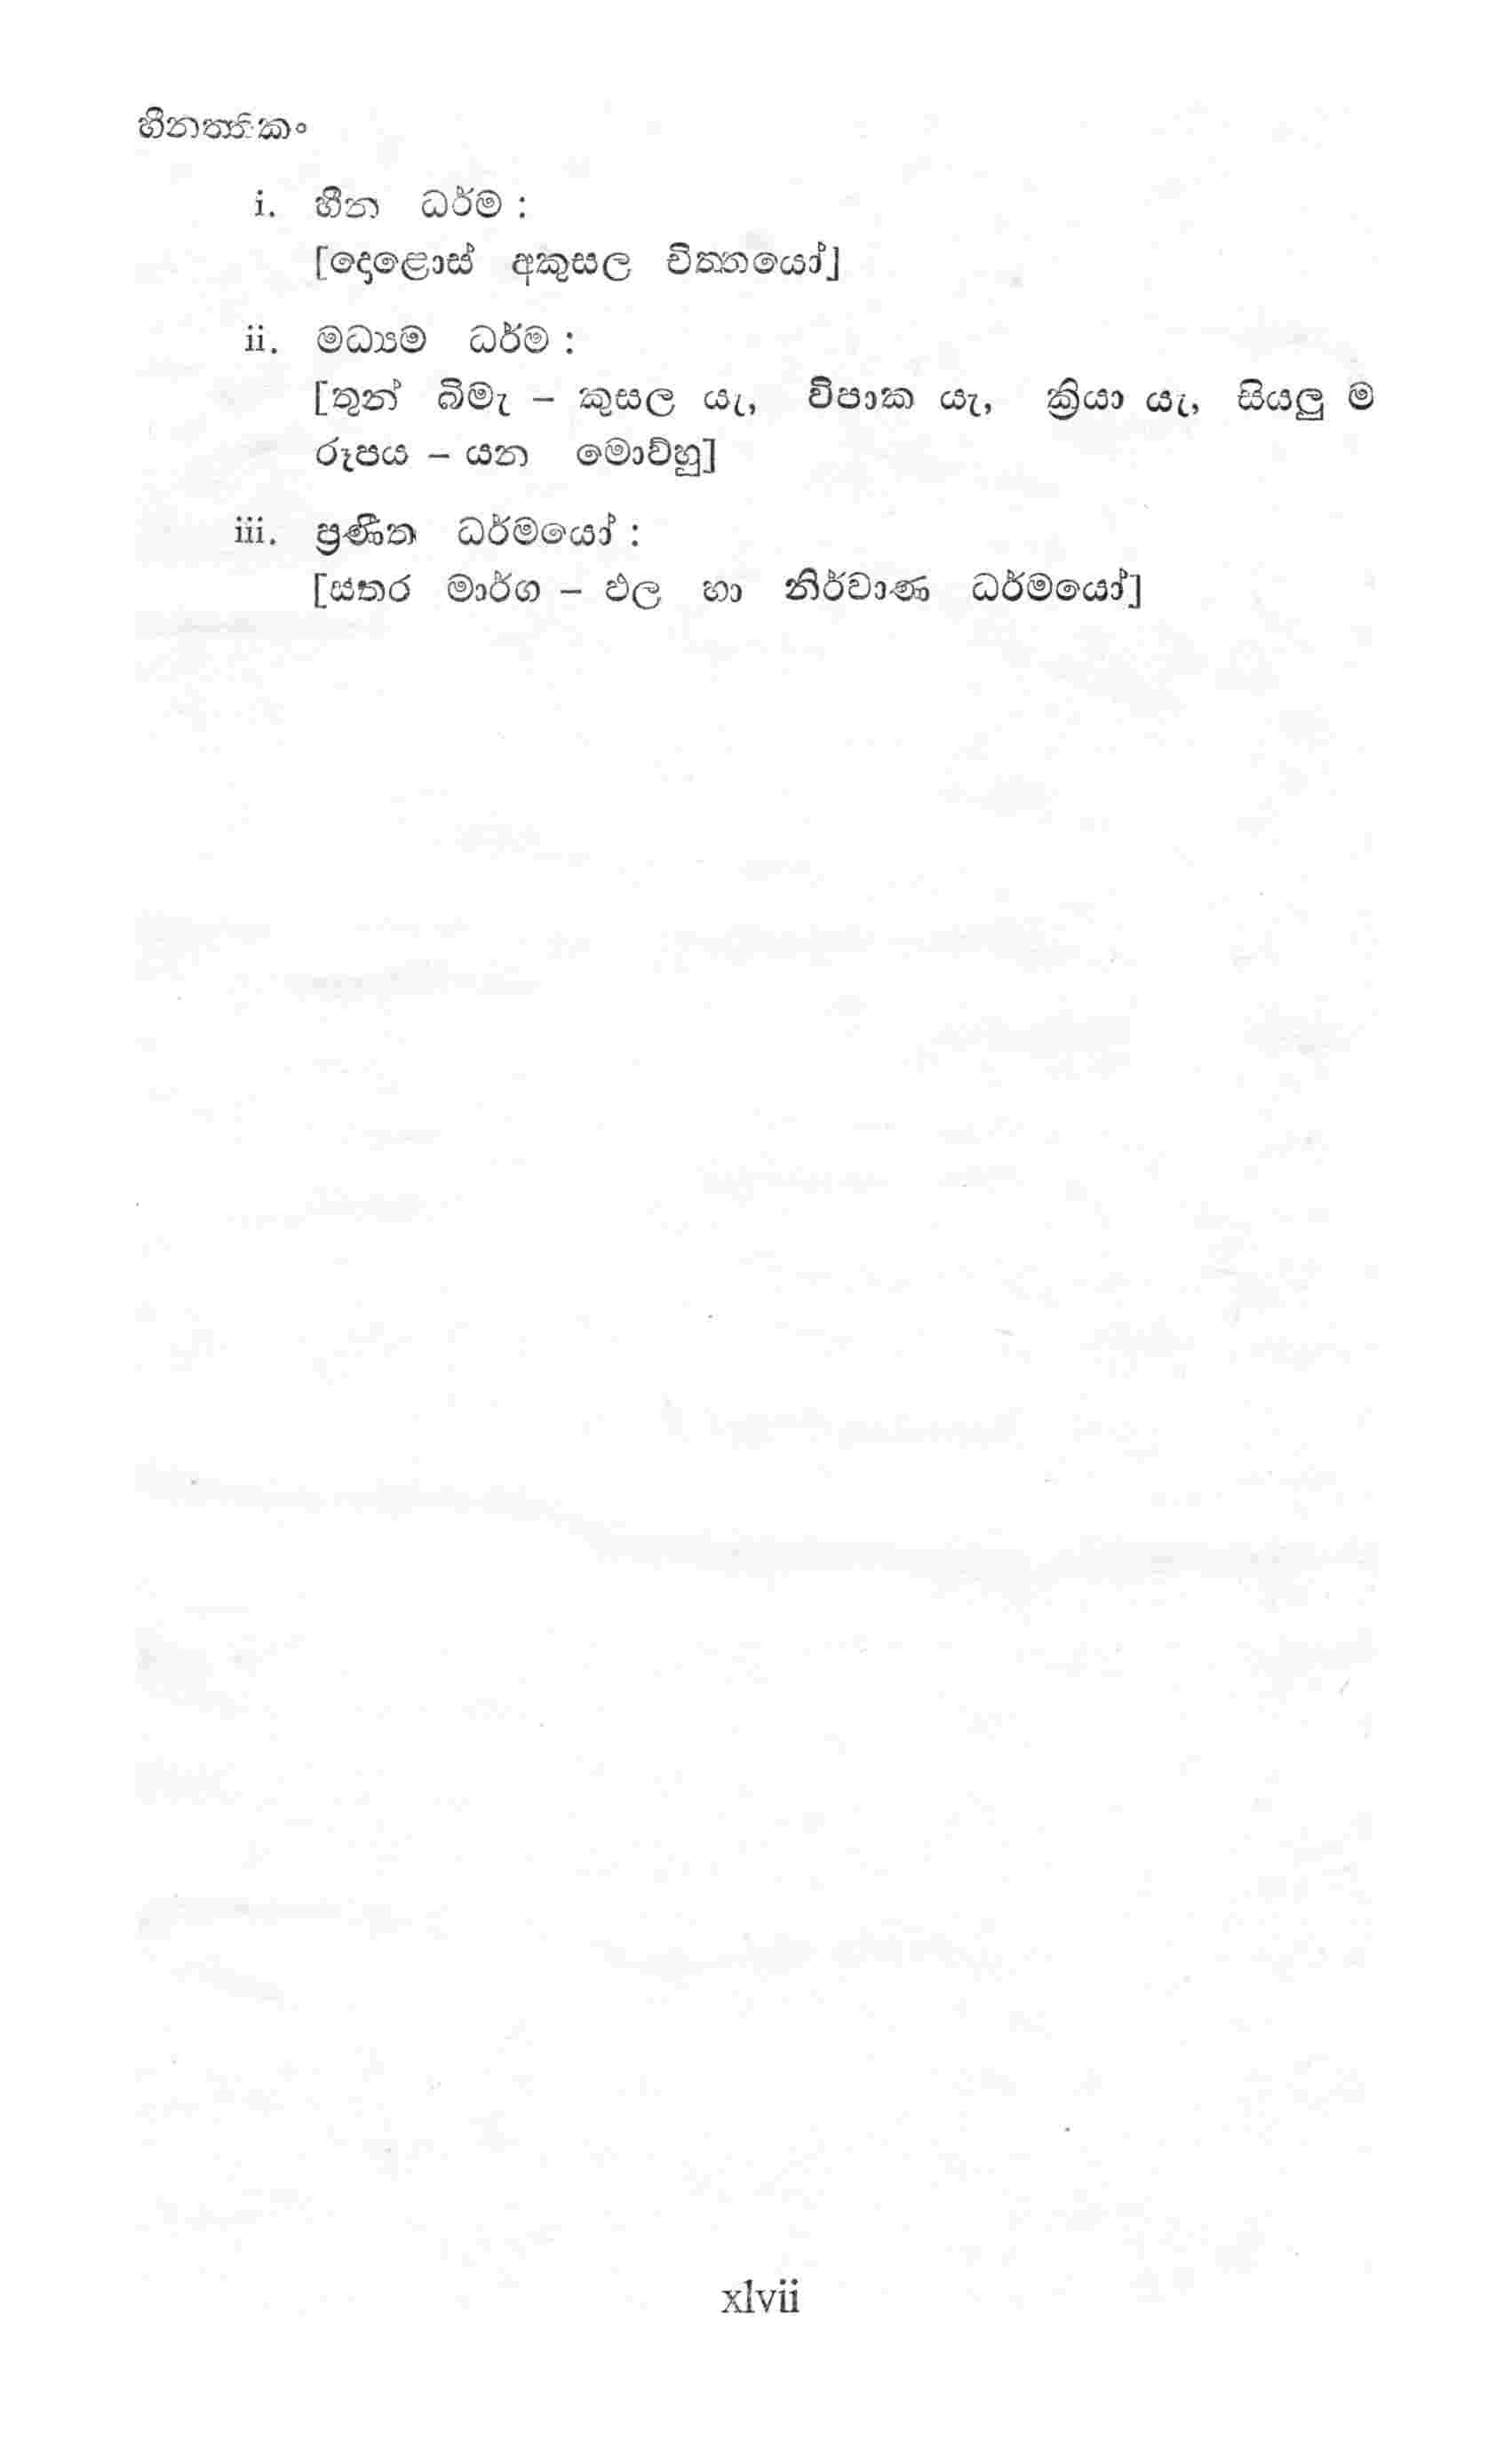 හීනත්තිකං
i. හීන ධර්ම :
[දොළොස් අකුසල චිත්තයෝ]
ii. මධ්‍යම ධර්ම :
[තුන් බිමැ – කුසල යැ, විපාක යැ, ක්‍රියා යැ, සියලු ම
රූපය – යන මොව්හු]
iii. ප්‍රණීත ධර්මයෝ :
[සතර මාර්ග – ඵල හා නිර්වාණ ධර්මයෝ]
xlvii